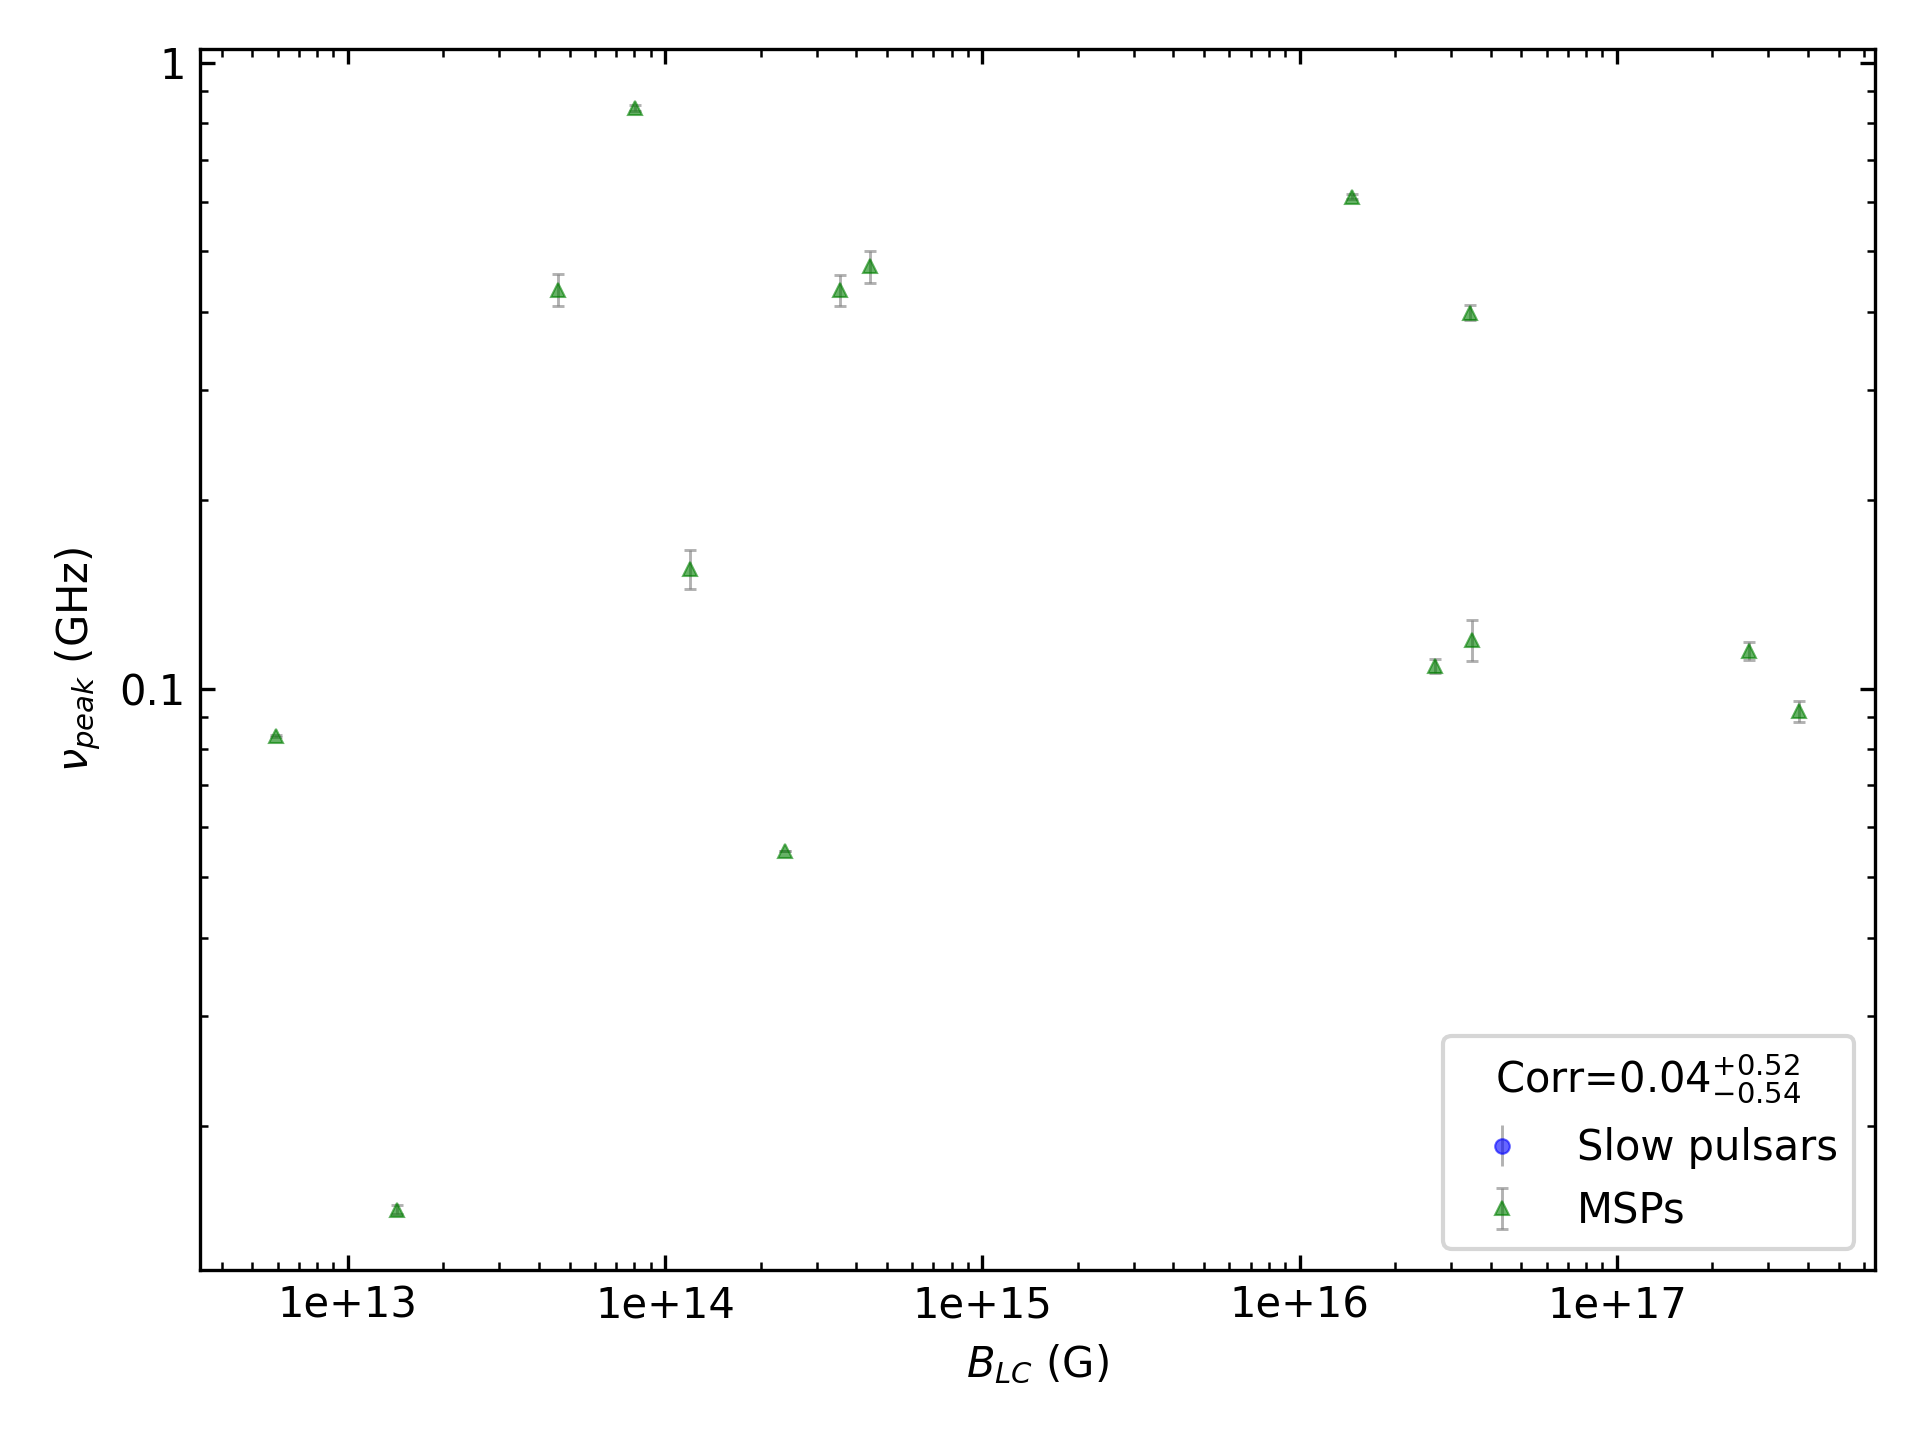 1
0.1
ν_peak (GHz)
1e+13 1e+14 1e+15 1e+16 1e+17
B_LC (G)
Corr=0.04^{+0.52}_{−0.54}
Slow pulsars
MSPs